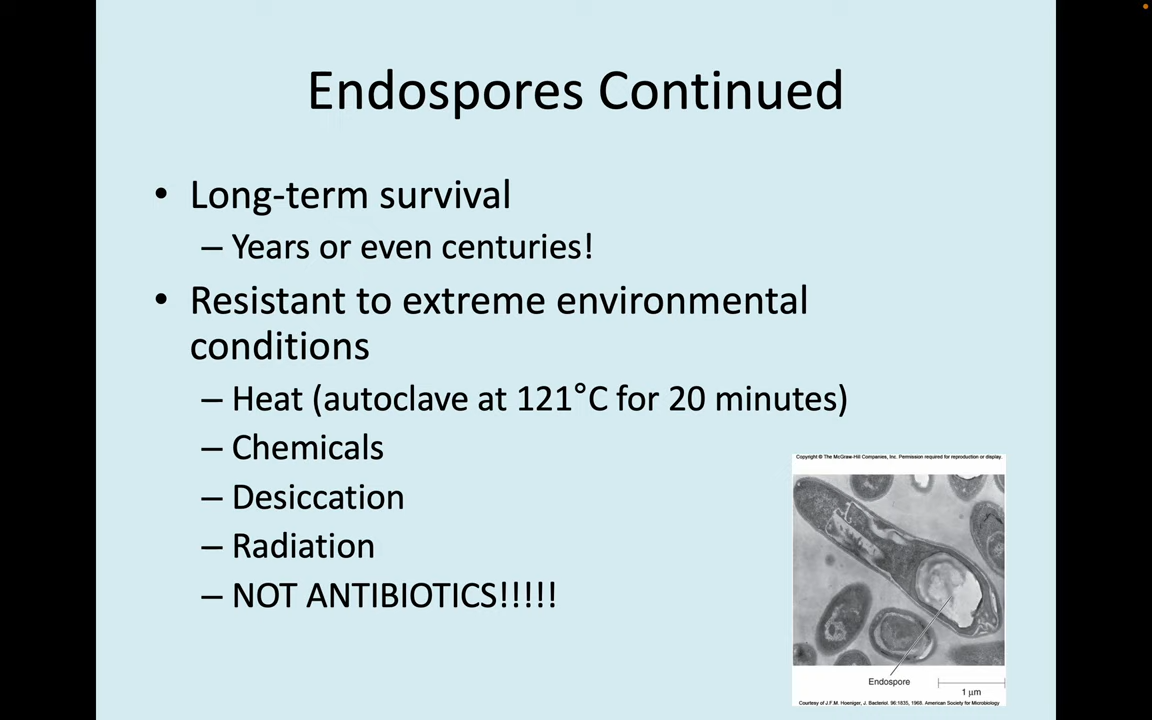 Endospores Continued
• Long-term survival
– Years or even centuries!
• Resistant to extreme environmental
conditions
– Heat (autoclave at 121°C for 20 minutes)
– Chemicals
– Desiccation
– Radiation
– NOT ANTIBIOTICS!!!!!
Copyright © The McGraw-Hill Companies, Inc. Permission required for reproduction or display.
Endospore
1 μm
Courtesy of J.F.M. Hoeniger, J. Bacteriol. 96:1835, 1968. American Society for Microbiology